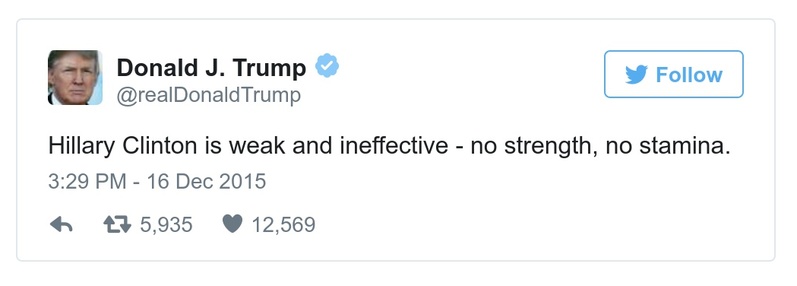 Donald J. Trump
Follow
@realDonaldTrump
Hillary Clinton is weak and ineffective - no strength, no stamina.
3:29 PM - 16 Dec 2015
5,935 12,569